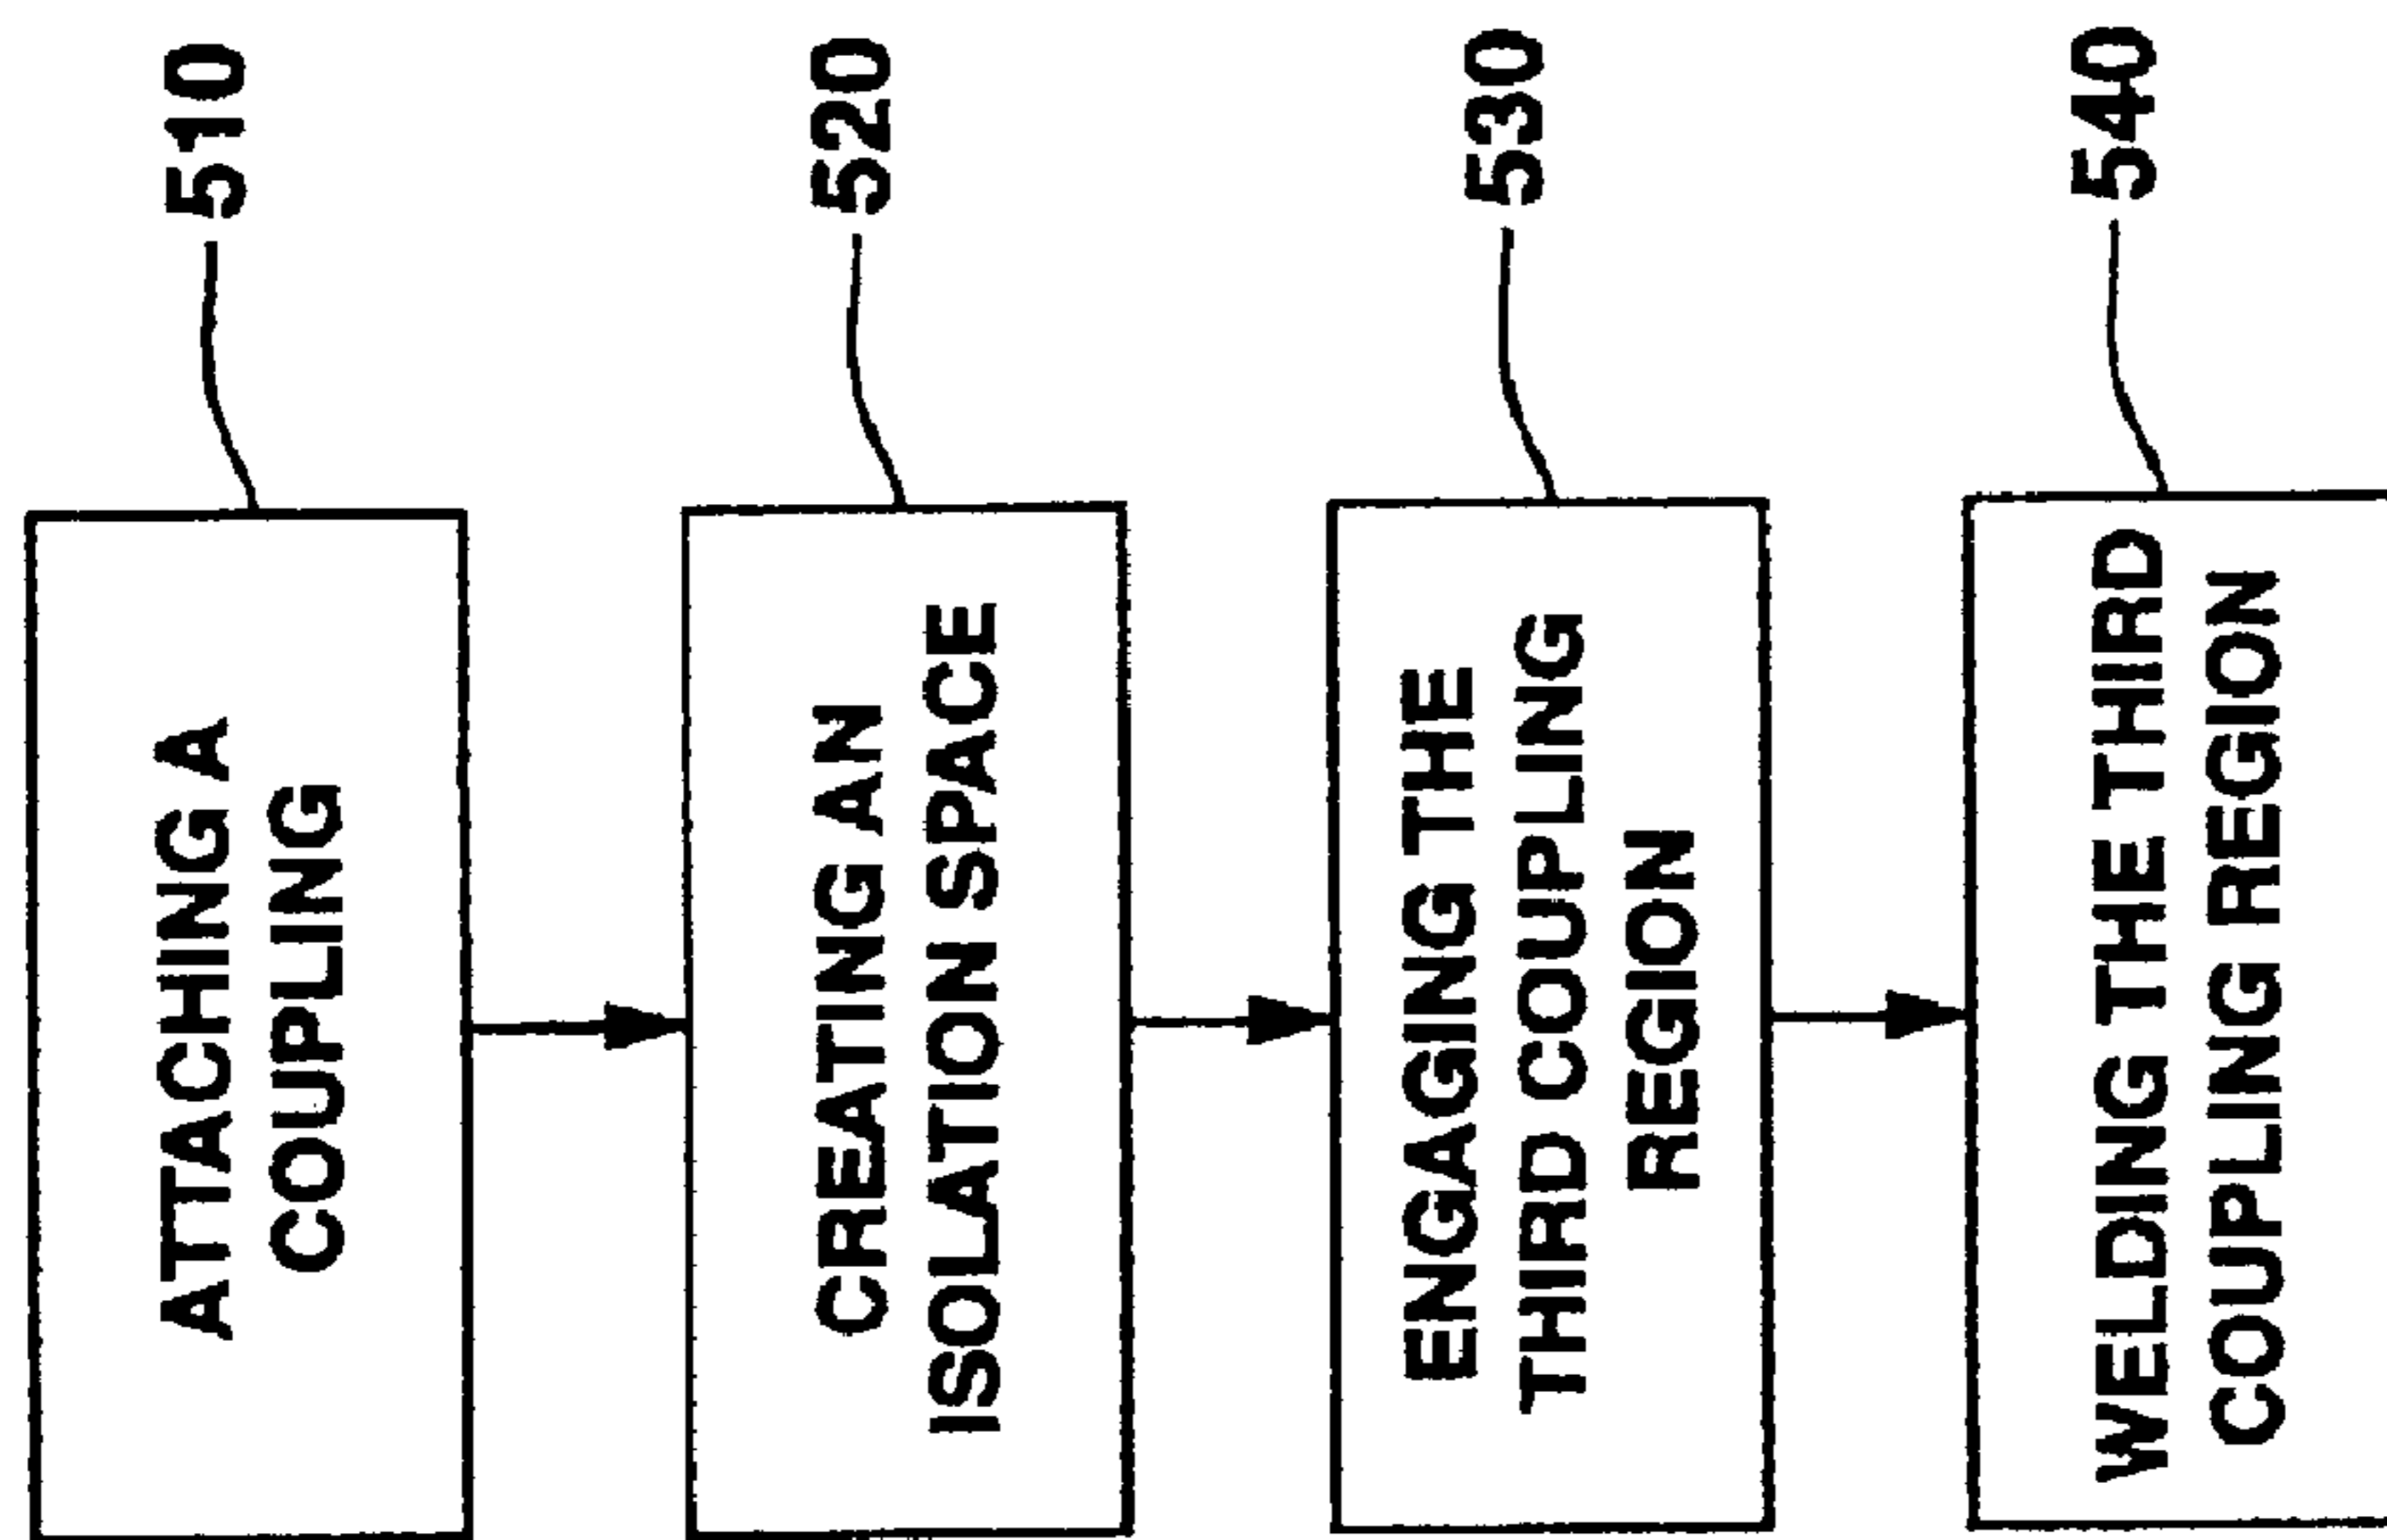 ATTACHING A
COUPLING
510
CREATING AN
ISOLATION SPACE
520
ENGAGING THE
THIRD COUPLING
REGION
530
WELDING THE THIRD
COUPLING REGION
540